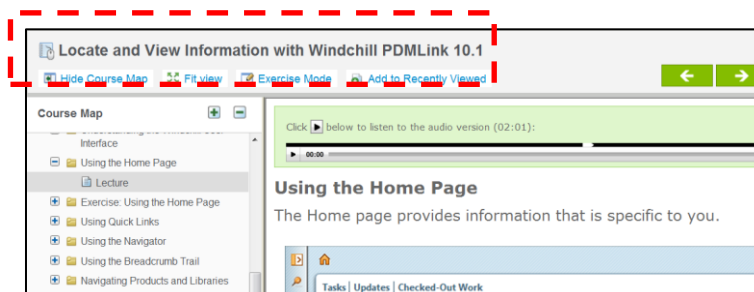 Locate and View Information with Windchill PDMLink 10.1
Hide Course Map Fit view Exercise Mode Add to Recently Viewed
Course Map
Understanding the Windchill User
Interface
Using the Home Page
Lecture
Exercise: Using the Home Page
Using Quick Links
Using the Navigator
Using the Breadcrumb Trail
Navigating Products and Libraries
Click below to listen to the audio version (02:01):
00:00
Using the Home Page
The Home page provides information that is specific to you.
Tasks | Updates | Checked-Out Work